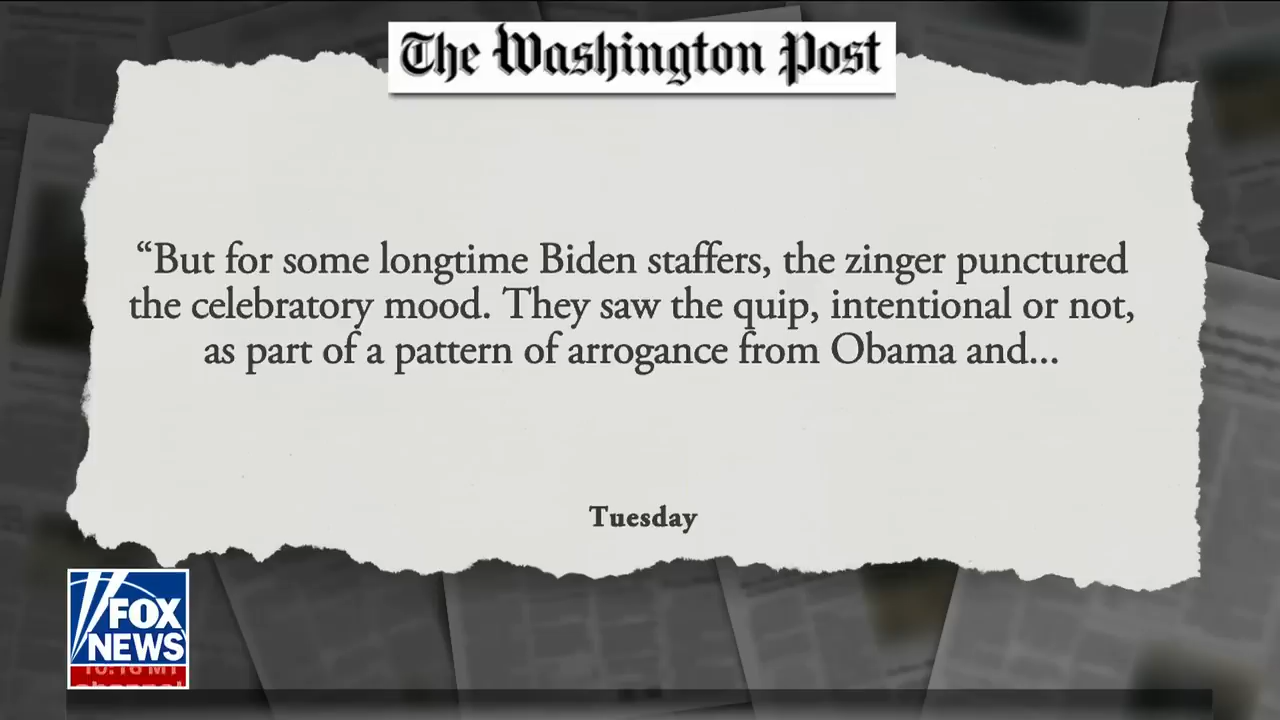 The Washington Post
“But for some longtime Biden staffers, the zinger punctured
the celebratory mood. They saw the quip, intentional or not,
as part of a pattern of arrogance from Obama and...
Tuesday
FOX
NEWS
channel